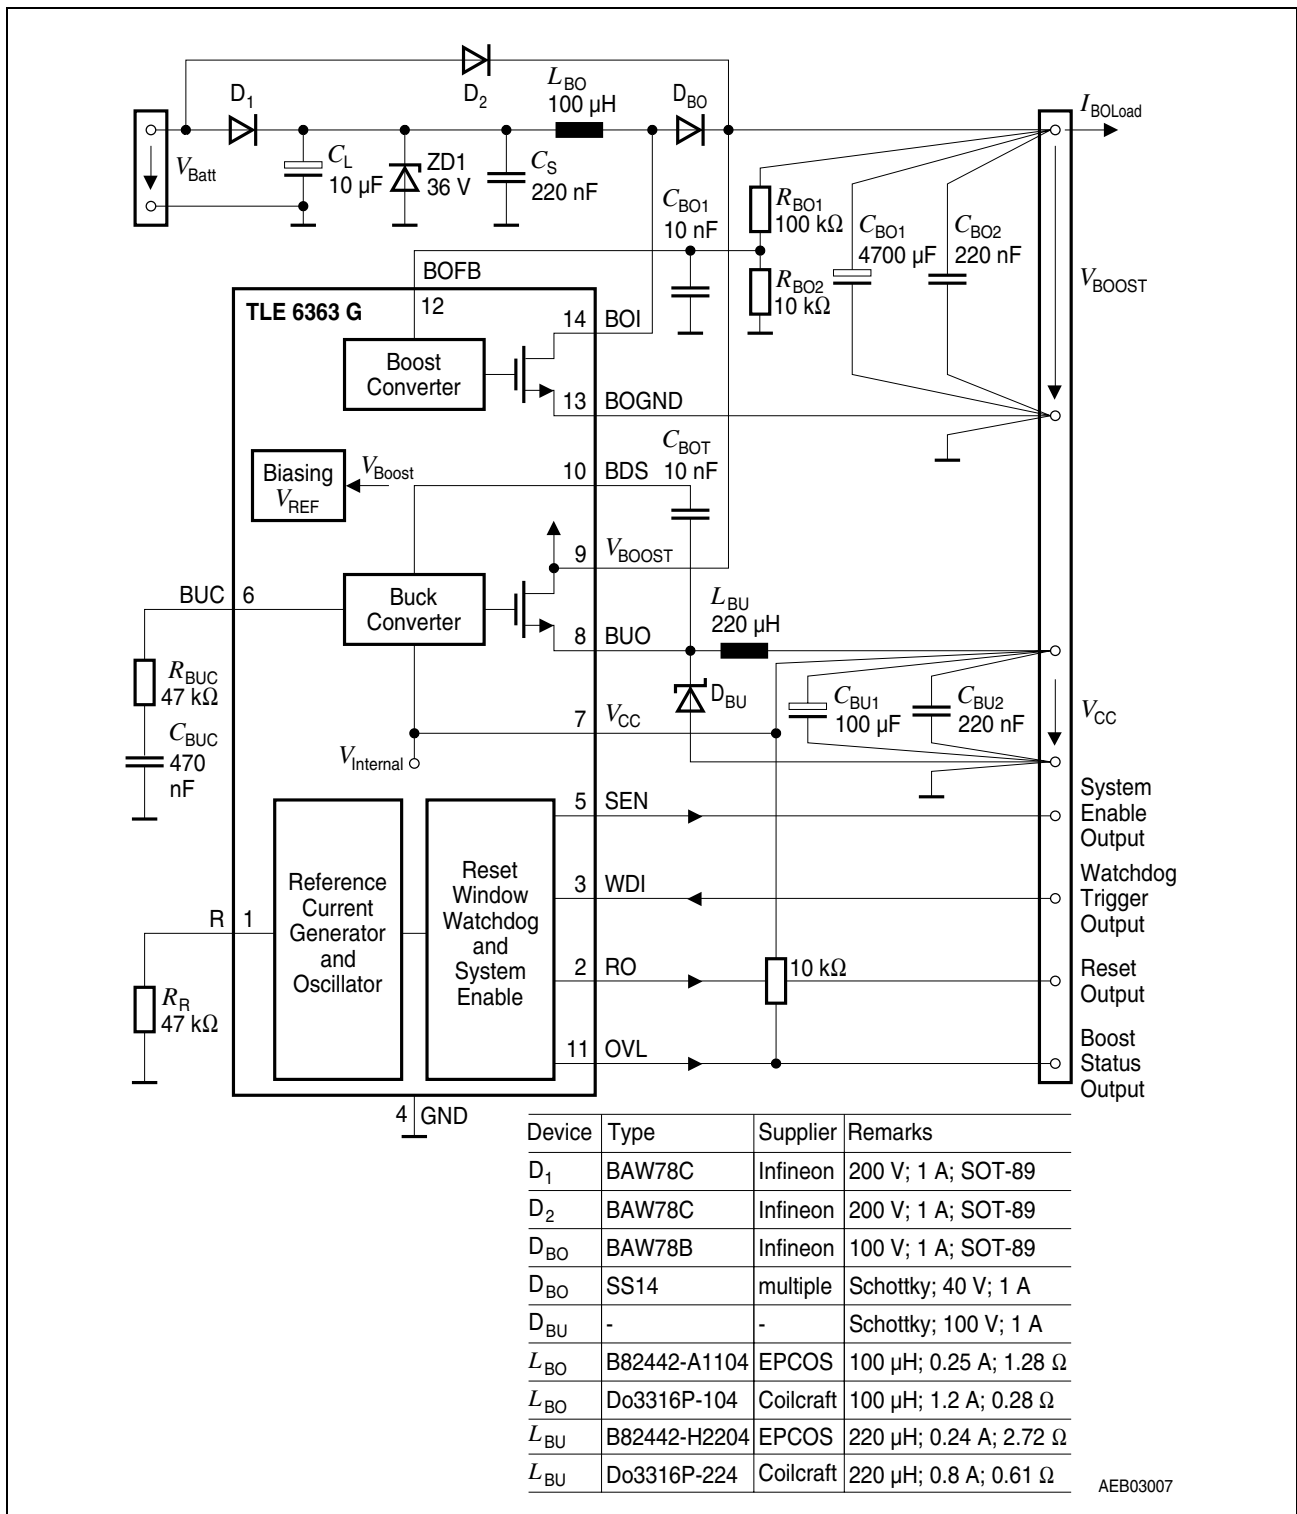 D1
D2
LBO
100 µH
DBO
IBOLoad
VBatt
CL
10 µF
ZD1
36 V
CS
220 nF
CBO1
10 nF
RBO1
100 kΩ
CBO1
4700 µF
CBO2
220 nF
RBO2
10 kΩ
VBOOST
BOFB
12
TLE 6363 G
14 BOI
Boost
Converter
13 BOGND
CBOT
10 nF
Biasing
VREF
VBoost
10 BDS
9 VBOOST
BUC 6
Buck
Converter
LBU
220 µH
8 BUO
RBUC
47 kΩ
DBU
CBU1
100 µF
CBU2
220 nF
VCC
7 VCC
CBUC
470
nF
VInternal
5 SEN
System
Enable
Output
Reference
Current
Generator
and
Oscillator
Reset
Window
Watchdog
and
System
Enable
3 WDI
Watchdog
Trigger
Output
R 1
2 RO
10 kΩ
Reset
Output
RR
47 kΩ
11 OVL
Boost
Status
Output
4 GND
Device Type Supplier Remarks
D1 BAW78C Infineon 200 V; 1 A; SOT-89
D2 BAW78C Infineon 200 V; 1 A; SOT-89
DBO BAW78B Infineon 100 V; 1 A; SOT-89
DBO SS14 multiple Schottky; 40 V; 1 A
DBU - - Schottky; 100 V; 1 A
LBO B82442-A1104 EPCOS 100 µH; 0.25 A; 1.28 Ω
LBO Do3316P-104 Coilcraft 100 µH; 1.2 A; 0.28 Ω
LBU B82442-H2204 EPCOS 220 µH; 0.24 A; 2.72 Ω
LBU Do3316P-224 Coilcraft 220 µH; 0.8 A; 0.61 Ω
AEB03007